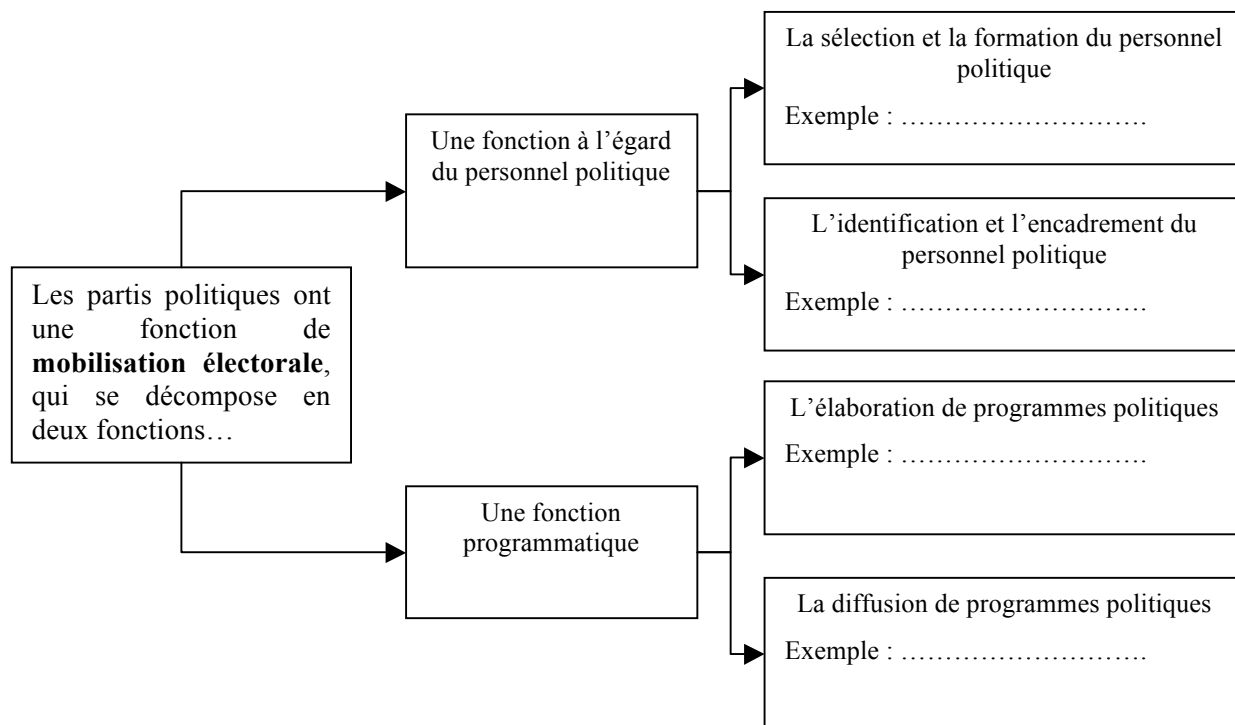 Les partis politiques ont
une fonction de
mobilisation électorale,
qui se décompose en
deux fonctions…
Une fonction à l’égard
du personnel politique
La sélection et la formation du personnel
politique
Exemple : ……………………….
L’identification et l’encadrement du
personnel politique
Exemple : ……………………….
Une fonction
programmatique
L’élaboration de programmes politiques
Exemple : ……………………….
La diffusion de programmes politiques
Exemple : ……………………….